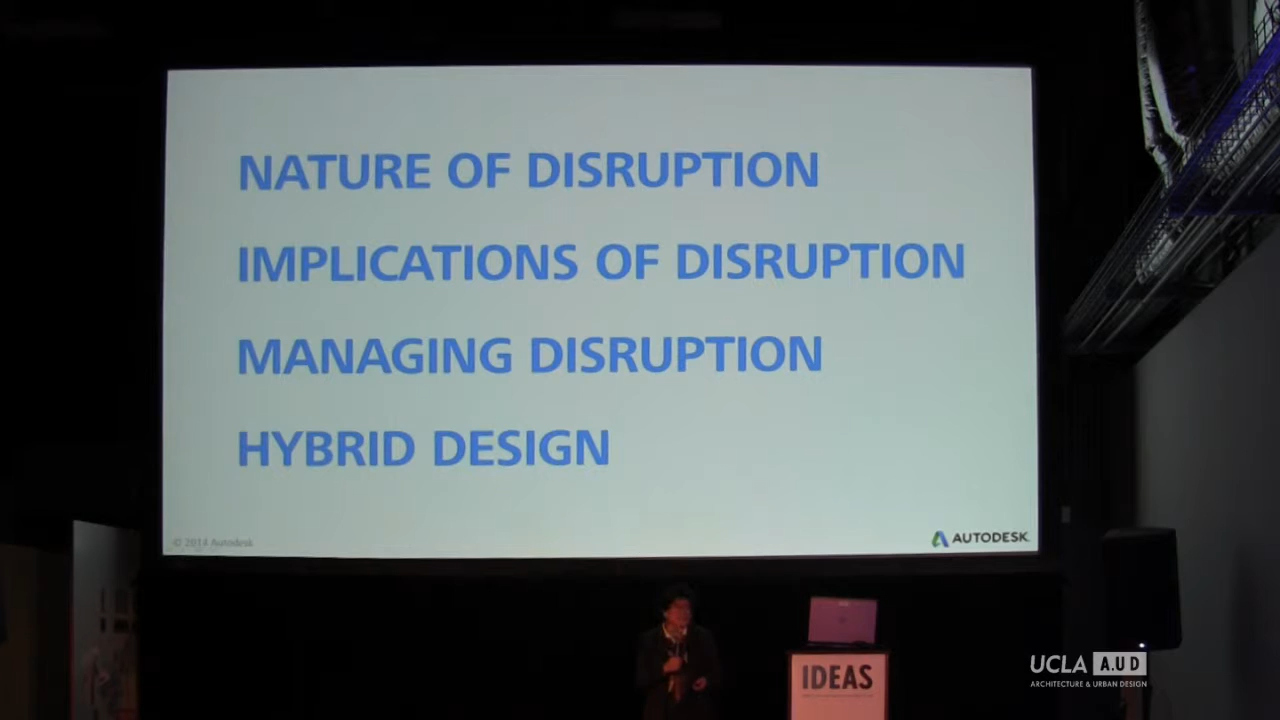 NATURE OF DISRUPTION
IMPLICATIONS OF DISRUPTION
MANAGING DISRUPTION
HYBRID DESIGN
© 2014 Autodesk
AUTODESK
IDEAS
UCLA A.UD
ARCHITECTURE & URBAN DESIGN